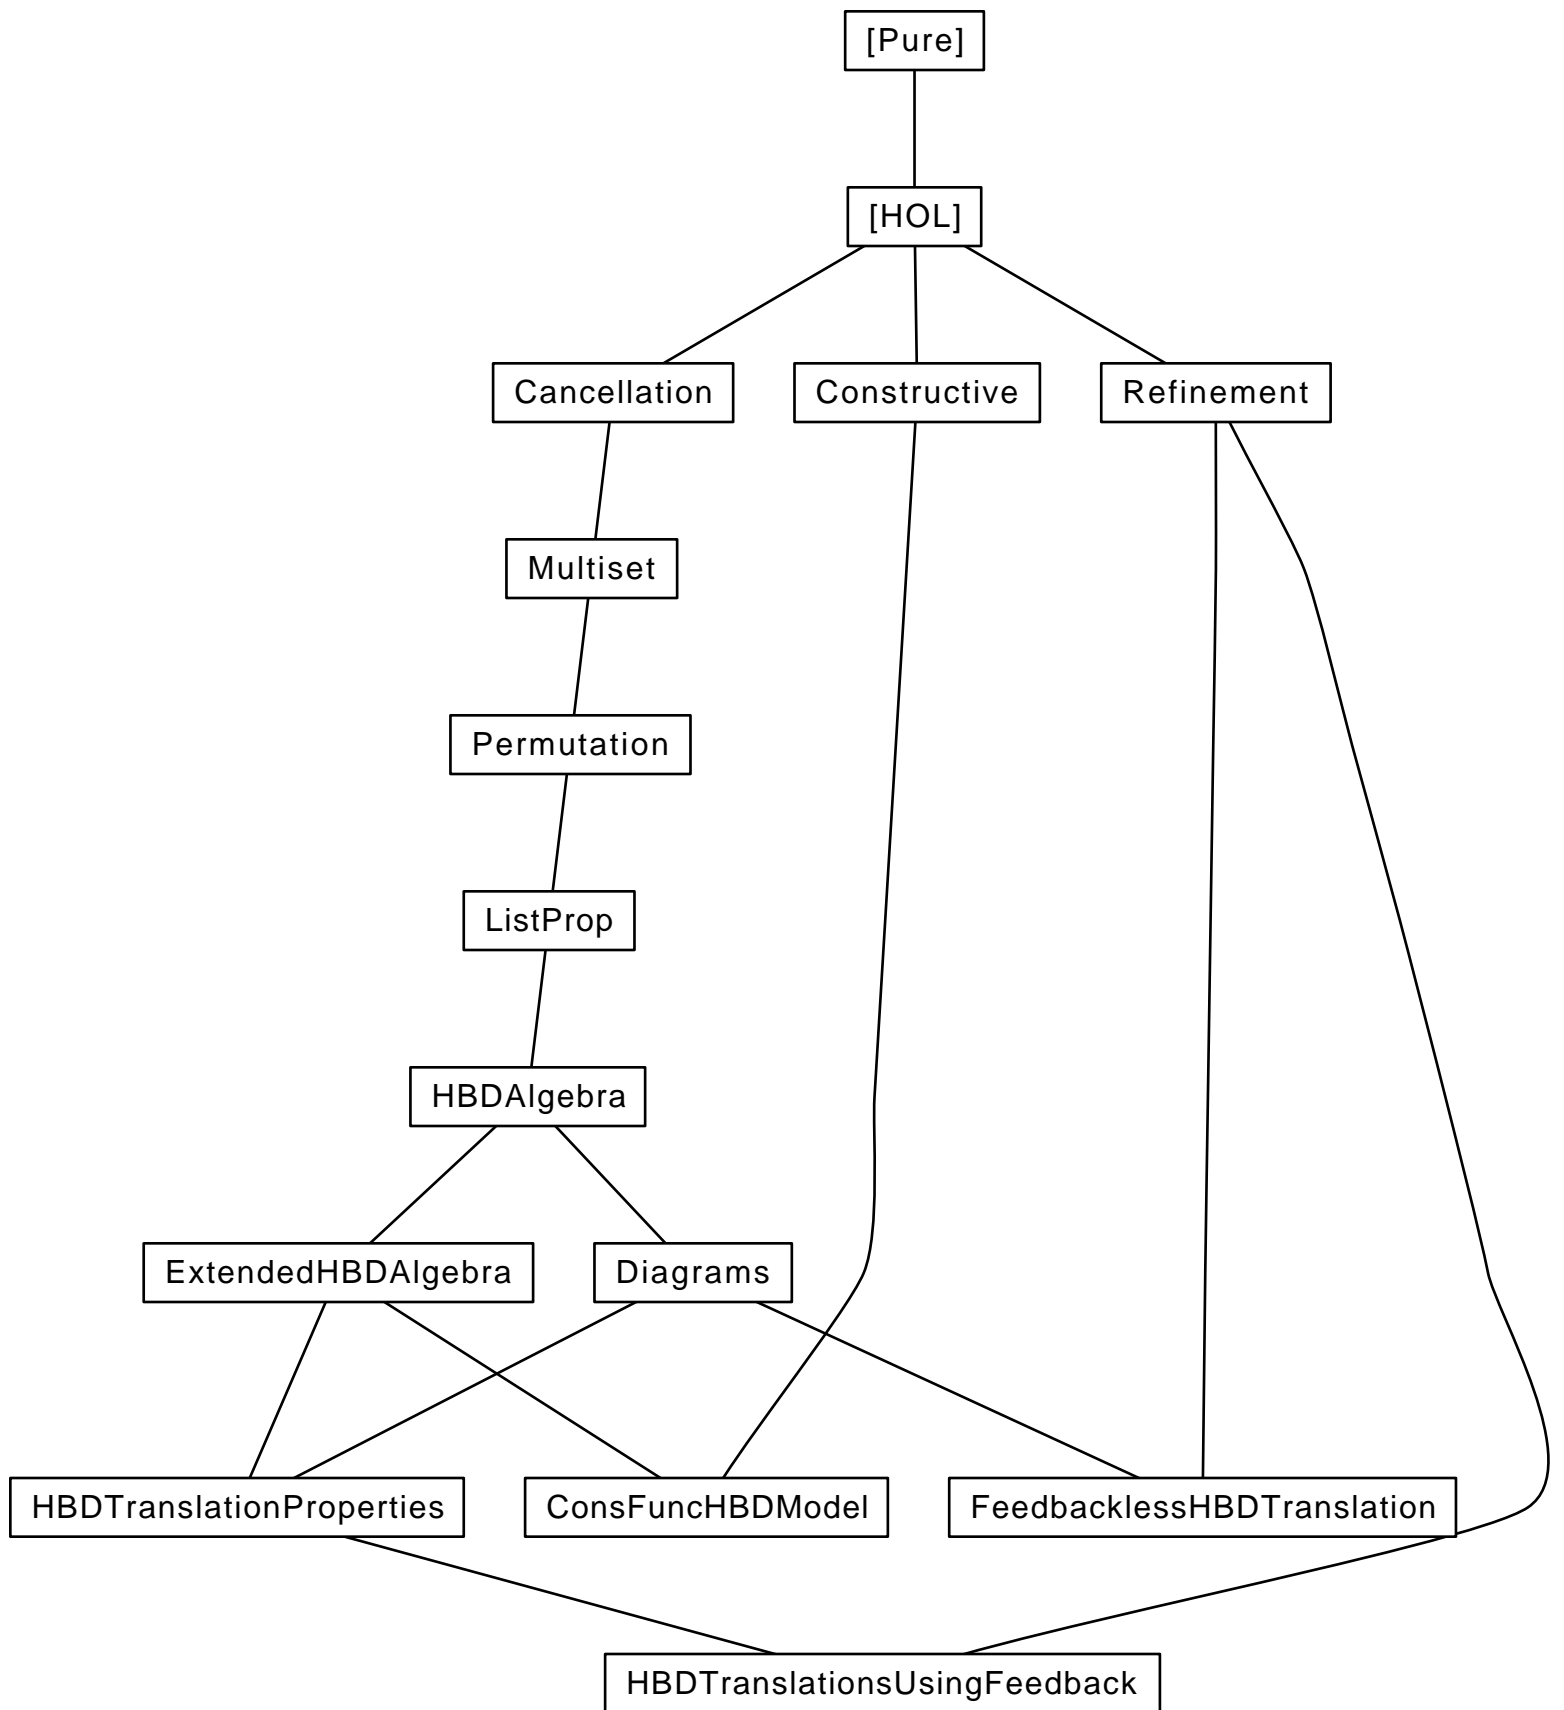 [Pure]
[HOL]
Cancellation
Constructive
Refinement
Multiset
Permutation
ListProp
HBDAlgebra
ExtendedHBDAlgebra
Diagrams
HBDTranslationProperties
ConsFuncHBDModel
FeedbacklessHBDTranslation
HBDTranslationsUsingFeedback